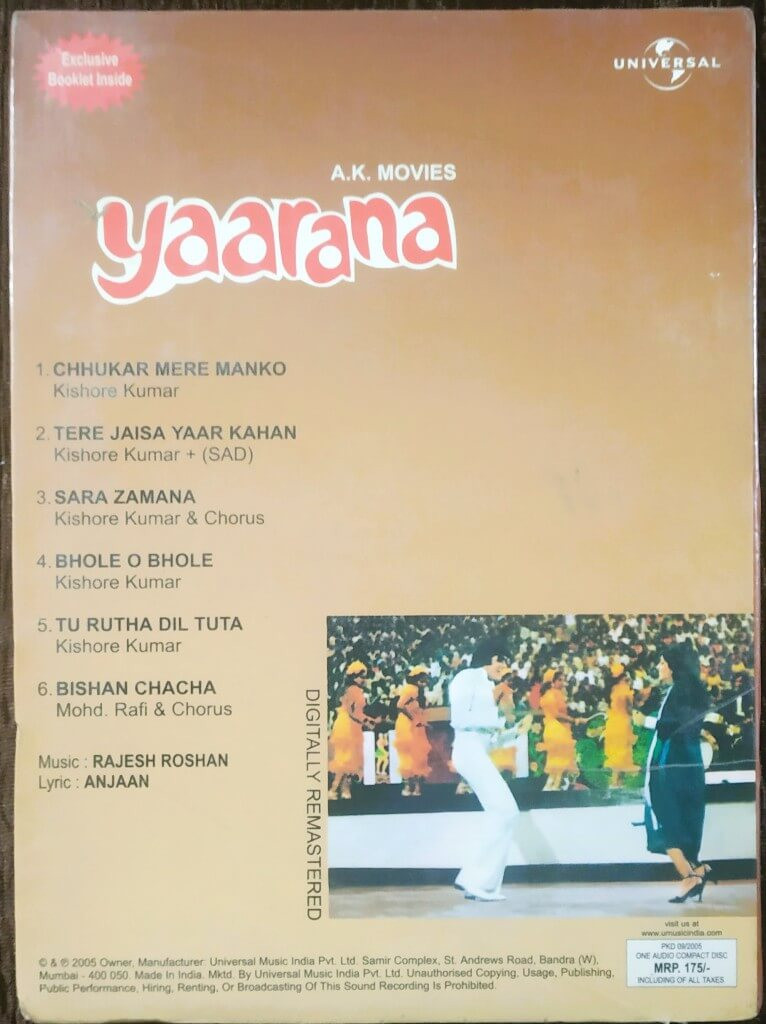 Exclusive
Booklet Inside
UNIVERSAL
A.K. MOVIES
yaarana
1. CHHUKAR MERE MANKO
Kishore Kumar
2. TERE JAISA YAAR KAHAN
Kishore Kumar + (SAD)
3. SARA ZAMANA
Kishore Kumar & Chorus
4. BHOLE O BHOLE
Kishore Kumar
5. TU RUTHA DIL TUTA
Kishore Kumar
6. BISHAN CHACHA
Mohd. Rafi & Chorus
Music : RAJESH ROSHAN
Lyric : ANJAAN
DIGITALLY REMASTERED
visit us at
www.umusicindia.com
PKD 09/2005
ONE AUDIO COMPACT DISC
MRP. 175/-
INCLUDING OF ALL TAXES
© & ℗ 2005 Owner, Manufacturer: Universal Music India Pvt. Ltd. Samir Complex, St. Andrews Road, Bandra (W),
Mumbai - 400 050. Made In India. Mktd. By Universal Music India Pvt. Ltd. Unauthorised Copying, Usage, Publishing,
Public Performance, Hiring, Renting, Or Broadcasting Of This Sound Recording Is Prohibited.